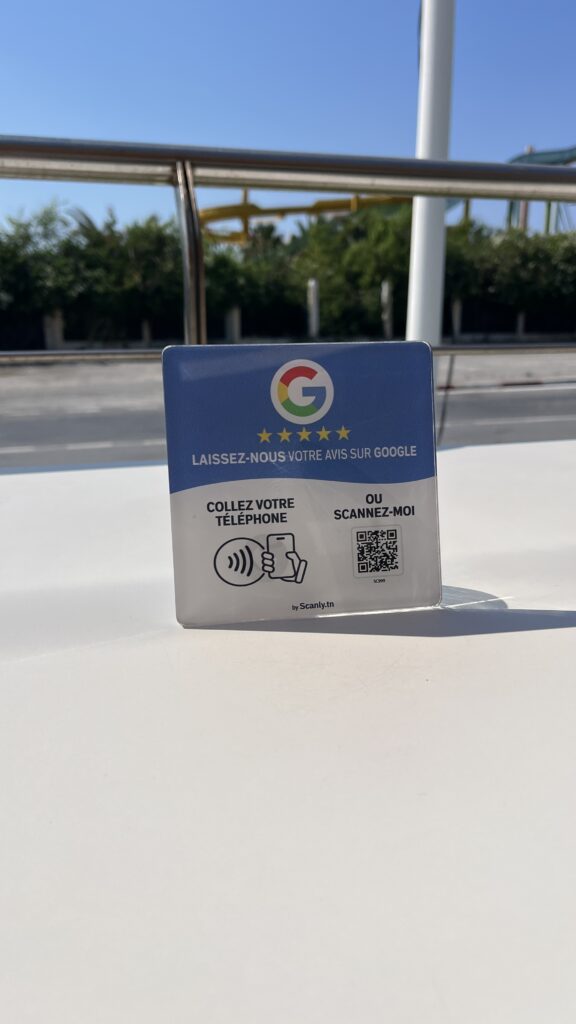 G
LAISSEZ-NOUS VOTRE AVIS SUR GOOGLE
COLLEZ VOTRE
TÉLÉPHONE
OU
SCANNEZ-MOI
by Scanly.tn